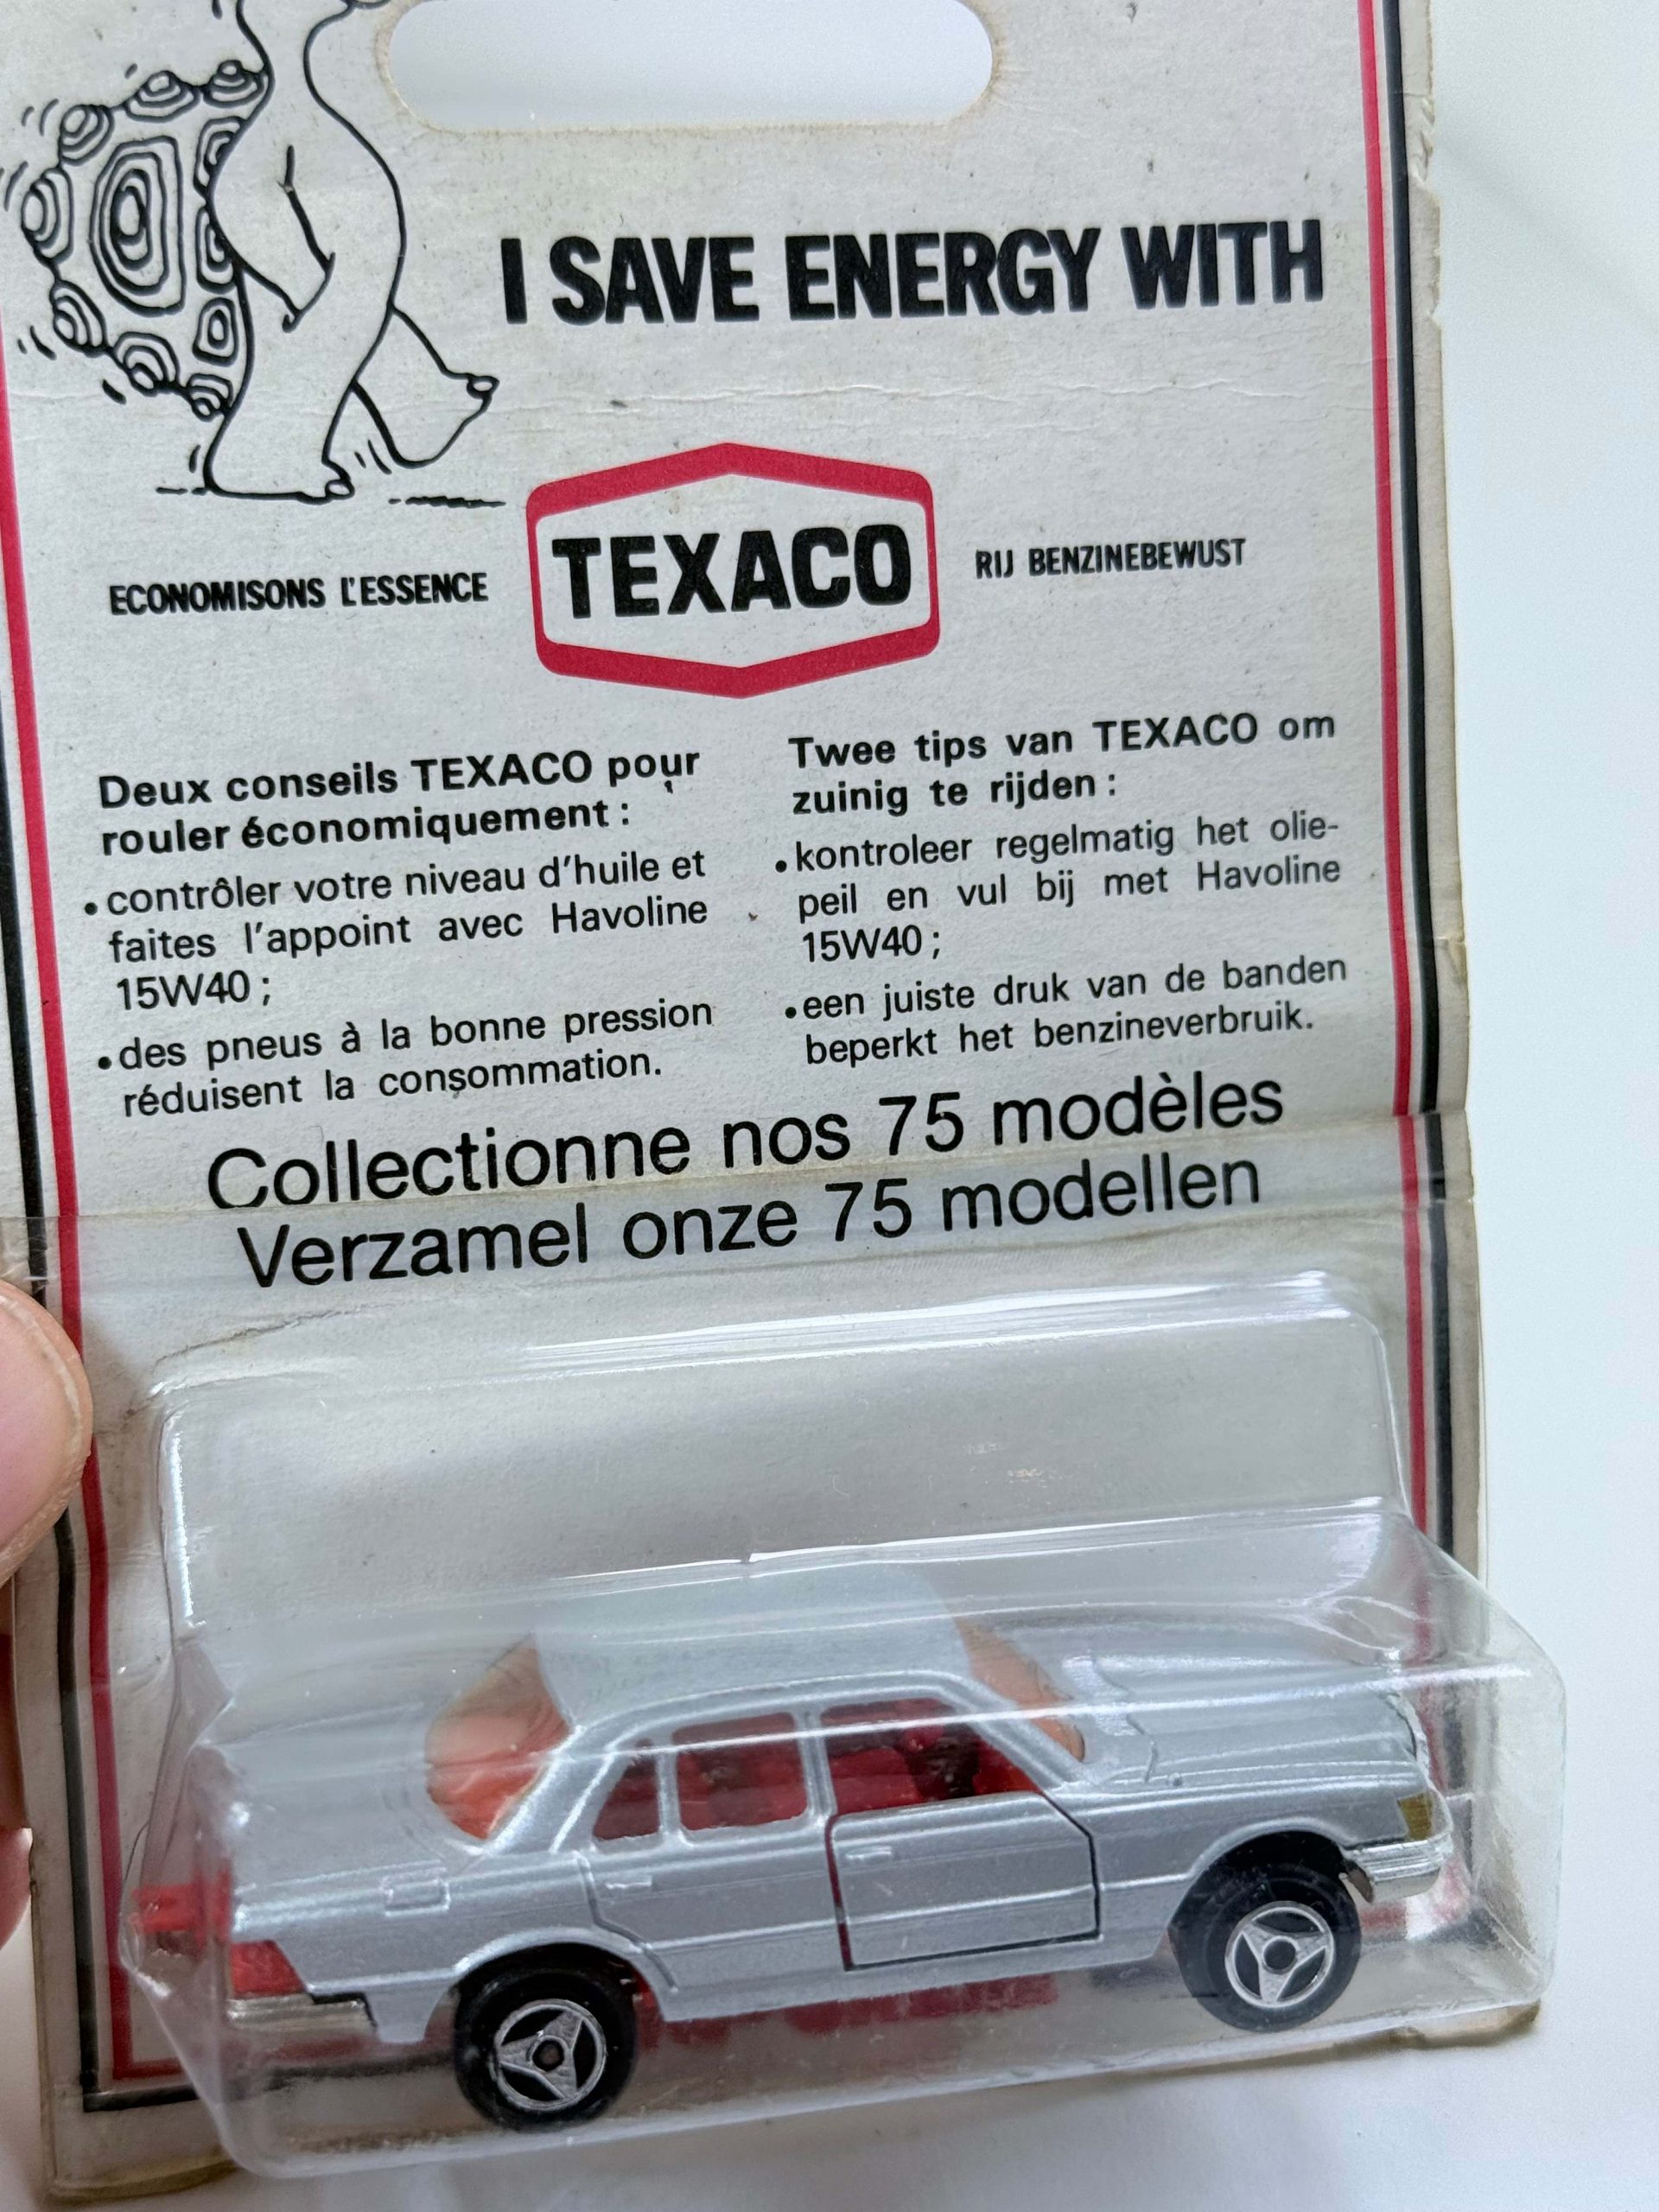 I SAVE ENERGY WITH
ECONOMISONS L'ESSENCE
TEXACO
RIJ BENZINEBEWUST
Deux conseils TEXACO pour
rouler économiquement :
• contrôler votre niveau d'huile et
faites l'appoint avec Havoline
15W40 ;
• des pneus à la bonne pression
réduisent la consommation.
Twee tips van TEXACO om
zuinig te rijden :
• kontroleer regelmatig het olie-
peil en vul bij met Havoline
15W40 ;
• een juiste druk van de banden
beperkt het benzineverbruik.
Collectionne nos 75 modèles
Verzamel onze 75 modellen